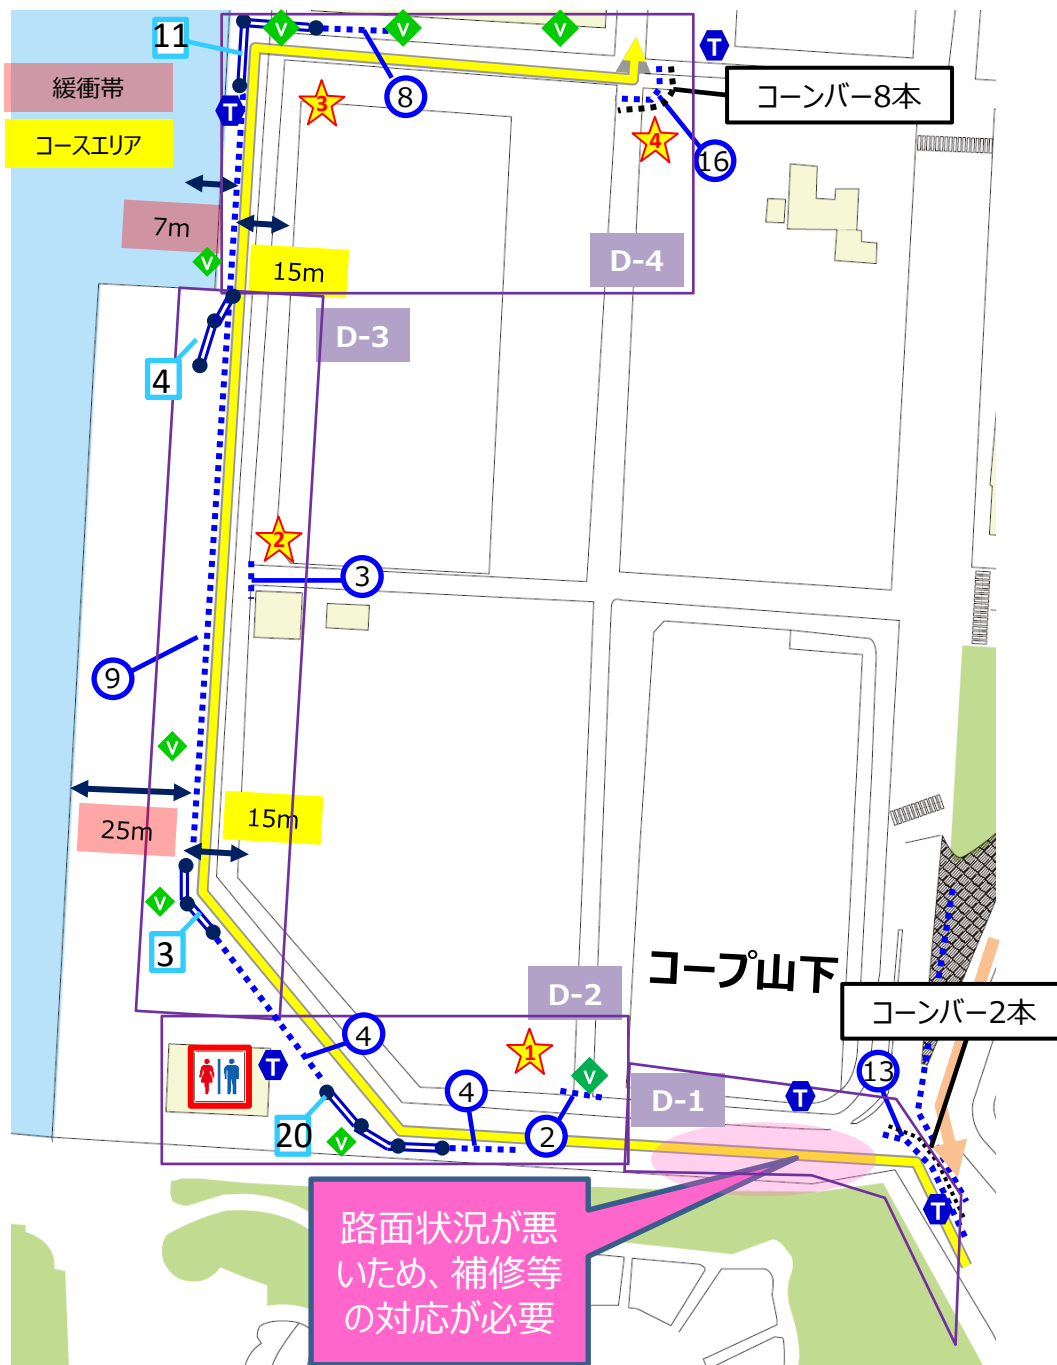 11
V
V
V
T
緩衝帯
8
コーンバー8本
3
T
コースエリア
4
16
7m
V
15m
D-4
D-3
4
2
3
9
V
25m
15m
V
3
コープ山下
D-2
コーンバー2本
4
1
T
V
13
4
D-1
T
20
V
2
T
路面状況が悪
いため、補修等
の対応が必要